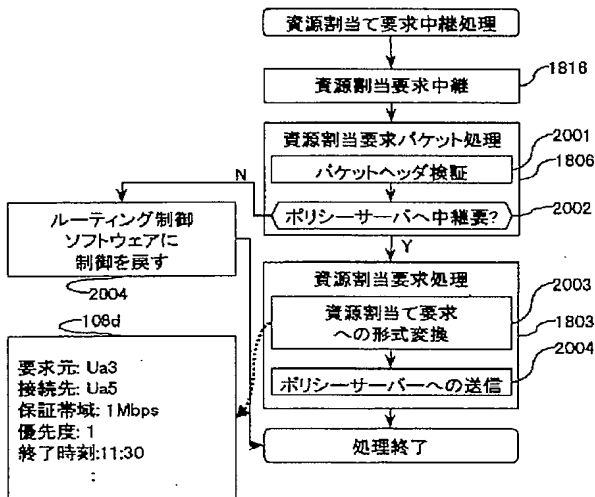 資源割当て要求中継処理
資源割当要求中継
1816
資源割当要求パケット処理
パケットヘッダ検証
2001
1806
ポリシーサーバへ中継要?
2002
N
Y
ルーティング制御
ソフトウェアに
制御を戻す
2004
資源割当要求処理
資源割当て要求
への形式変換
2003
1803
ポリシーサーバーへの送信
2004
処理終了
108d
要求元: Ua3
接続先: Ua5
保証帯域: 1Mbps
優先度: 1
終了時刻:11:30
: